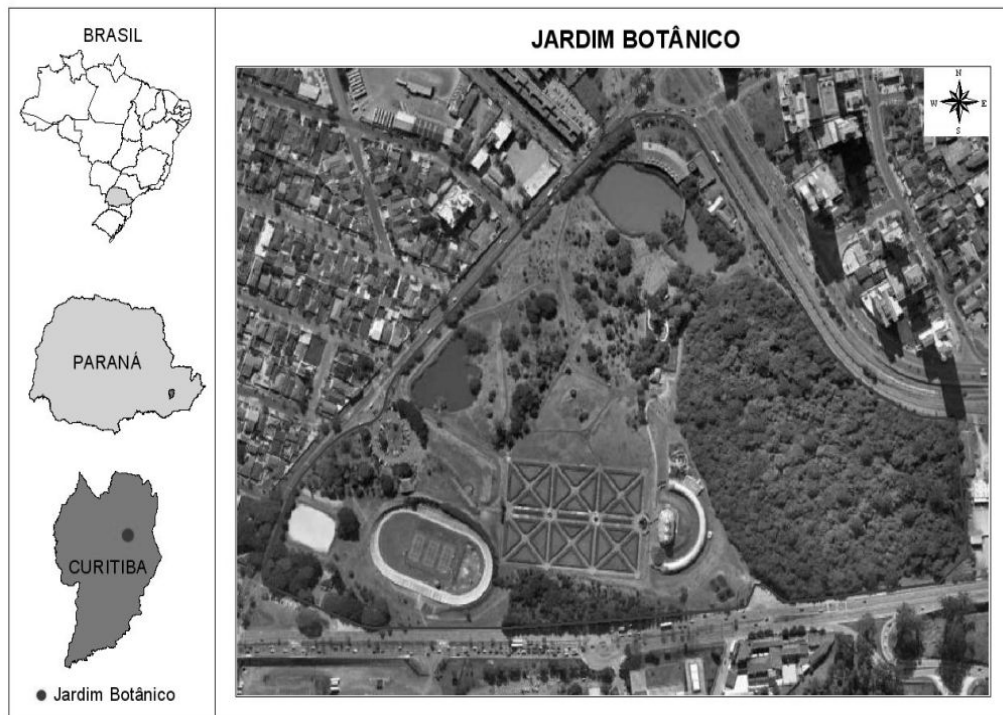 BRASIL
PARANÁ
CURITIBA
Jardim Botânico
JARDIM BOTÂNICO
N
W E
S